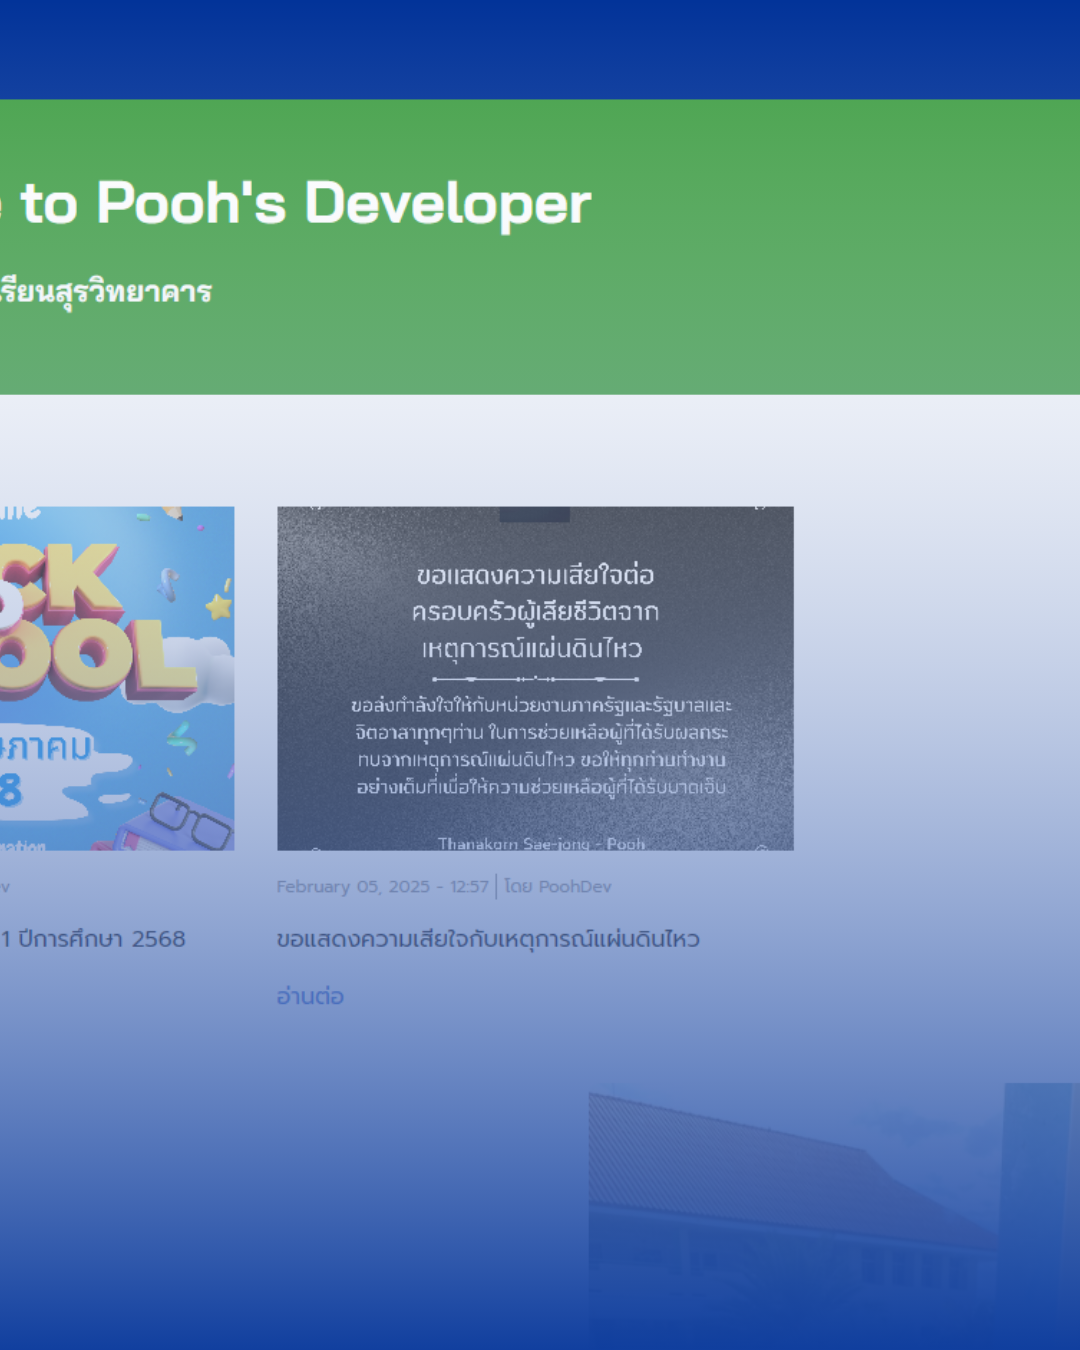 to Pooh's Developer
เรียนสุรวิทยาคาร
CK
OOL
ษภาคม
8
ขอแสดงความเสียใจต่อ
ครอบครัวผู้เสียชีวิตจาก
เหตุการณ์แผ่นดินไหว
ขอส่งกำลังใจให้กับหน่วยงานภาครัฐและรัฐบาลและ
จิตอาสาทุกๆท่าน ในการช่วยเหลือผู้ที่ได้รับผลกระ
ทบจากเหตุการณ์แผ่นดินไหว ขอให้ทุกท่านทำงาน
อย่างเต็มที่เพื่อให้ความช่วยเหลือผู้ที่ได้รับบาดเจ็บ
Thanakorn Sae-jong - Pooh
February 05, 2025 - 12:57 | โดย PoohDev
1 ปีการศึกษา 2568
ขอแสดงความเสียใจกับเหตุการณ์แผ่นดินไหว
อ่านต่อ